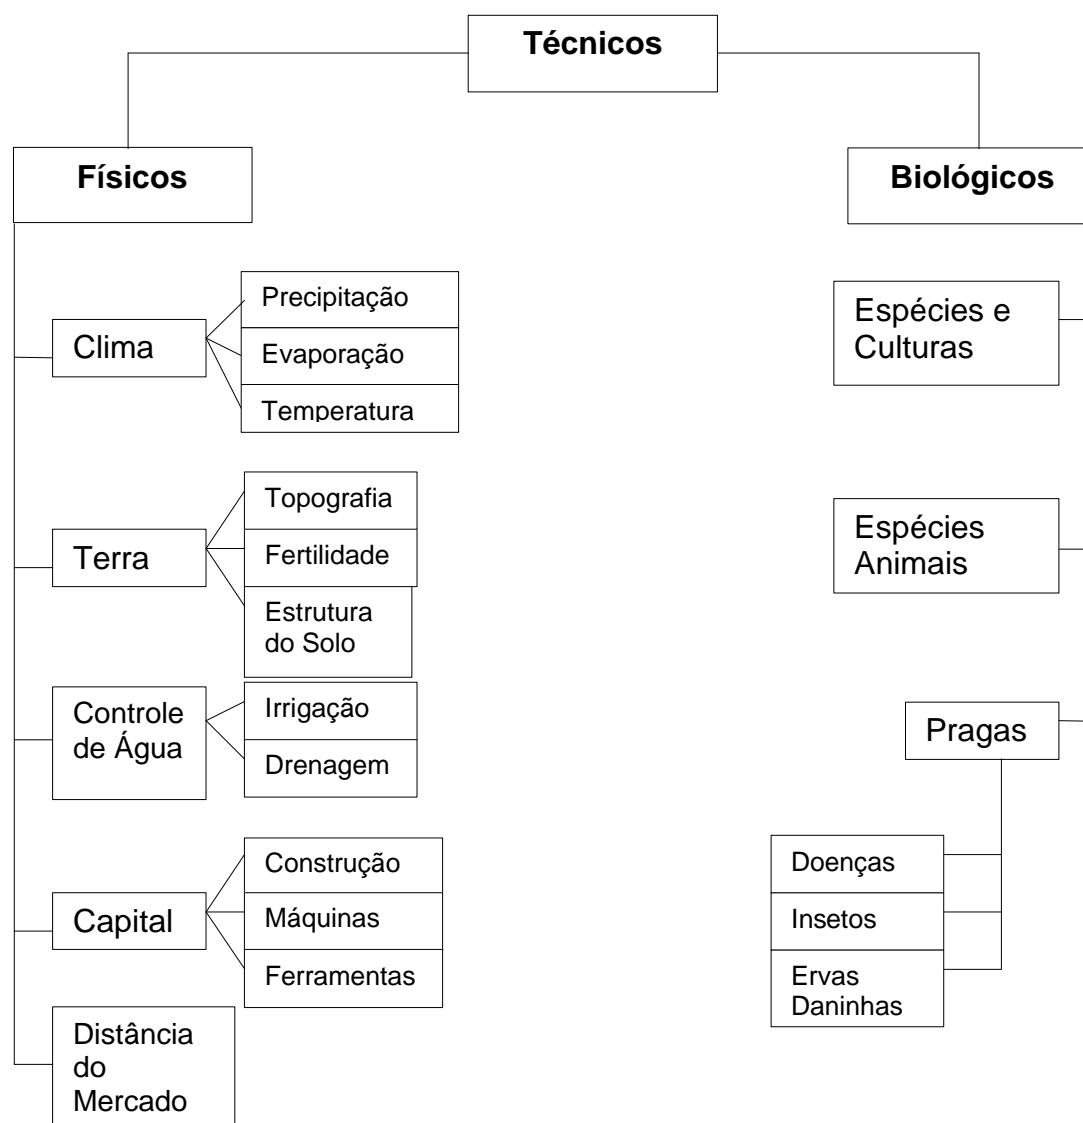 Técnicos
Físicos
Biológicos
Clima
Precipitação
Evaporação
Temperatura
Terra
Topografia
Fertilidade
Estrutura
do Solo
Controle
de Água
Irrigação
Drenagem
Capital
Construção
Máquinas
Ferramentas
Distância
do
Mercado
Espécies e
Culturas
Espécies
Animais
Pragas
Doenças
Insetos
Ervas
Daninhas